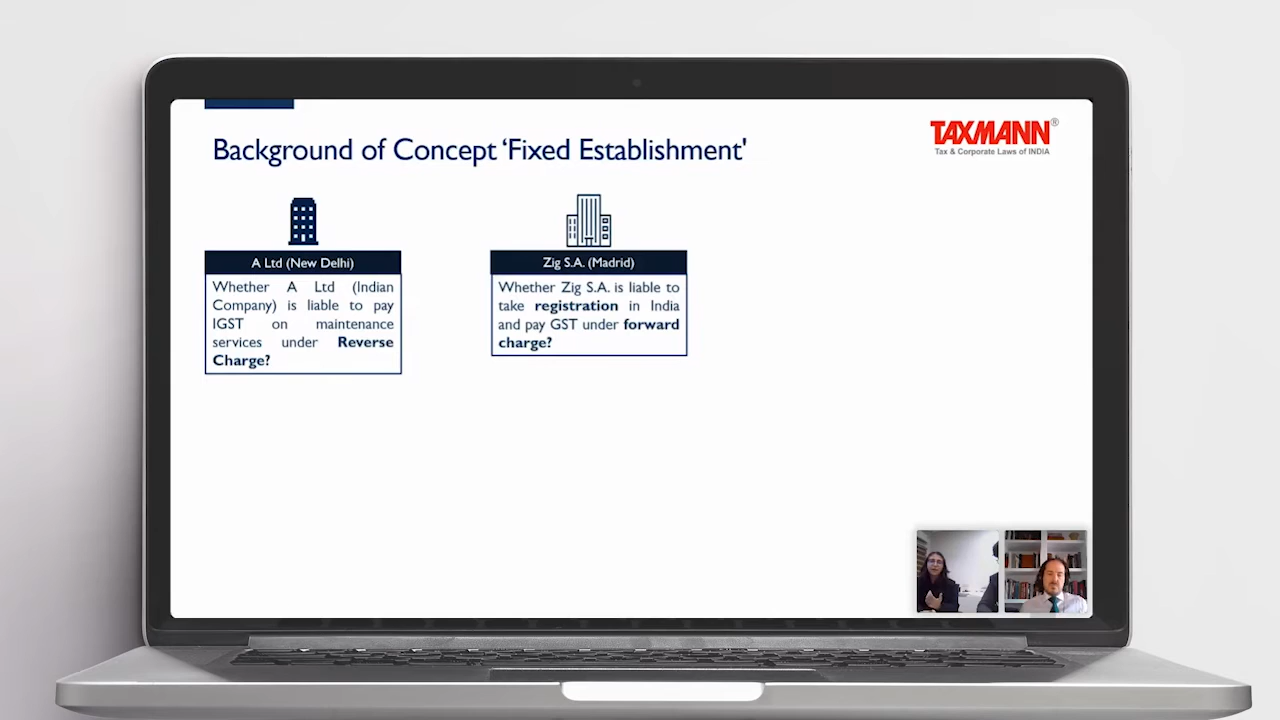 Background of Concept ‘Fixed Establishment'
TAXMANN®
Tax & Corporate Laws of INDIA
A Ltd (New Delhi)
Whether A Ltd (Indian
Company) is liable to pay
IGST on maintenance
services under Reverse
Charge?
Zig S.A. (Madrid)
Whether Zig S.A. is liable to
take registration in India
and pay GST under forward
charge?